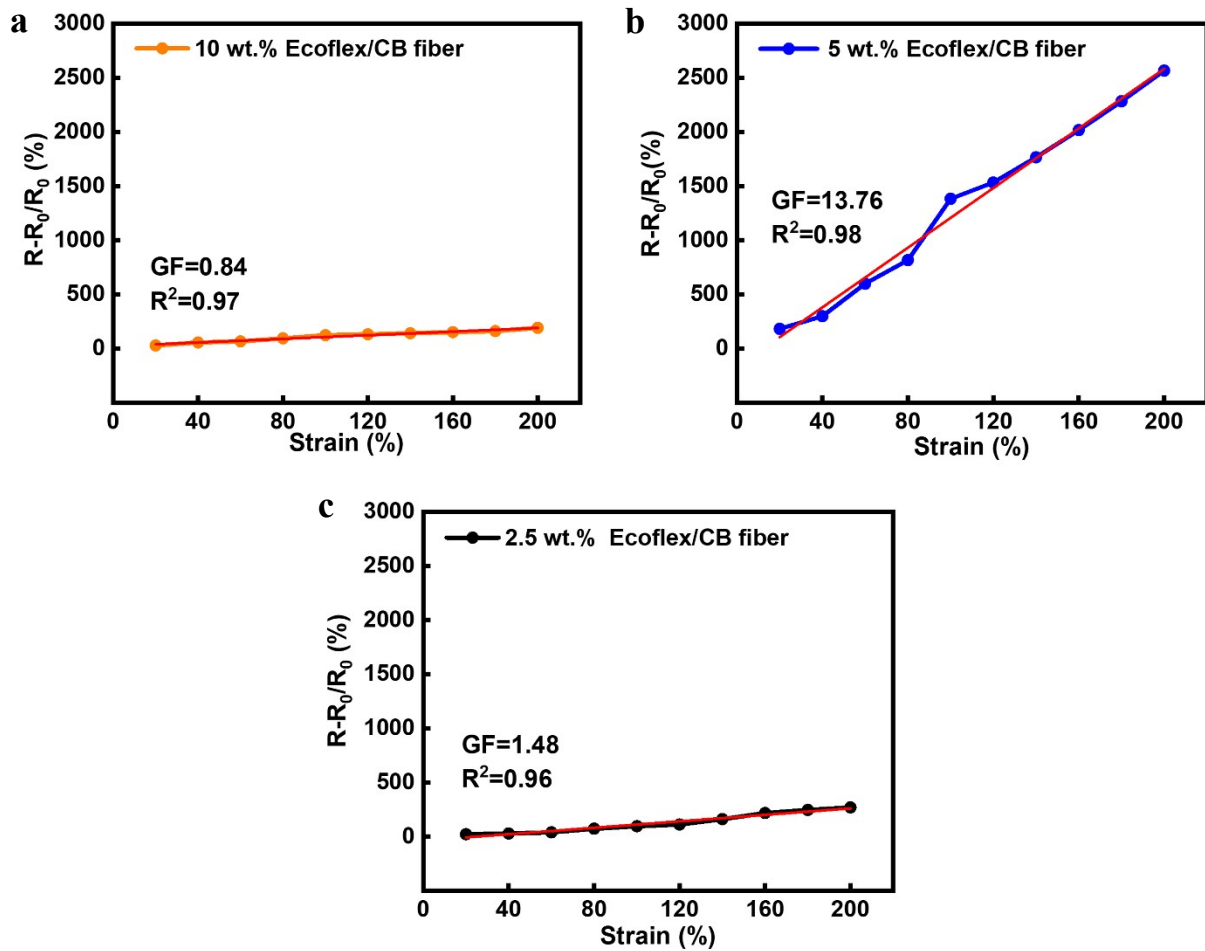 a
3000
10 wt.% Ecoflex/CB fiber
2500
2000
1500
1000
500
0
R-R0/R0 (%)
GF=0.84
R2=0.97
0 40 80 120 160 200
Strain (%)
b
3000
5 wt.% Ecoflex/CB fiber
2500
2000
1500
1000
500
0
R-R0/R0(%)
GF=13.76
R2=0.98
0 40 80 120 160 200
Strain (%)
c
3000
2.5 wt.% Ecoflex/CB fiber
2500
2000
1500
1000
500
0
R-R0/R0 (%)
GF=1.48
R2=0.96
0 40 80 120 160 200
Strain (%)